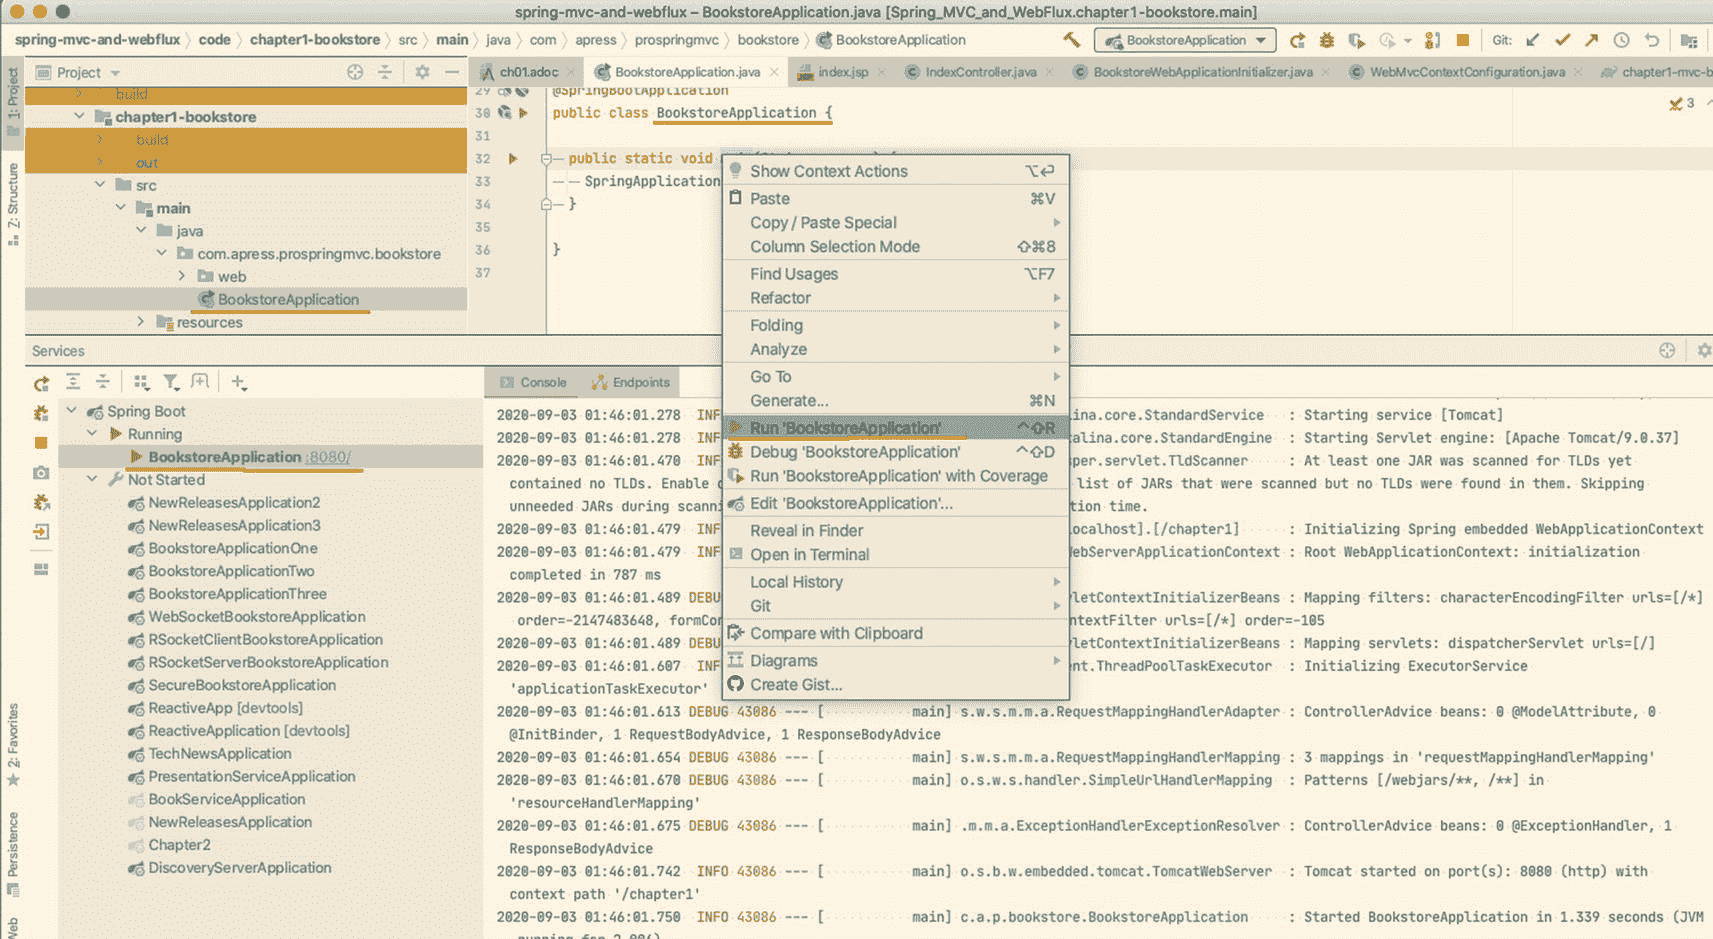 spring-mvc-and-webflux – BookstoreApplication.java [Spring_MVC_and_WebFlux.chapter1-bookstore.main]
spring-mvc-and-webflux code chapter1-bookstore src main java com apress prospringmvc bookstore BookstoreApplication
BookstoreApplication Git:
1: Project
Z: Structure
2: Favorites
Persistence
Web
Project
build
chapter1-bookstore
build
out
src
main
java
com.apress.prospringmvc.bookstore
web
BookstoreApplication
resources
ch01.adoc BookstoreApplication.java index.jsp IndexController.java BookstoreWebApplicationInitializer.java WebMvcContextConfiguration.java chapter1-mvc-b
29 @SpringBootApplication
30 public class BookstoreApplication {
3
31
32 public static void
33 SpringApplication
34 }
35
36 }
37
Show Context Actions ⌥↩
Paste ⌘V
Copy / Paste Special
Column Selection Mode ⇧⌘8
Find Usages ⌥F7
Refactor
Folding
Analyze
Go To
Generate... ⌘N
Run 'BookstoreApplication' ^⇧R
Debug 'BookstoreApplication' ^⇧D
Run 'BookstoreApplication' with Coverage
Edit 'BookstoreApplication'...
Reveal in Finder
Open in Terminal
Local History
Git
Compare with Clipboard
Diagrams
Create Gist...
Services
Spring Boot
Running
BookstoreApplication :8080/
Not Started
NewReleasesApplication2
NewReleasesApplication3
BookstoreApplicationOne
BookstoreApplicationTwo
BookstoreApplicationThree
WebSocketBookstoreApplication
RSocketClientBookstoreApplication
RSocketServerBookstoreApplication
SecureBookstoreApplication
ReactiveApp [devtools]
ReactiveApplication [devtools]
TechNewsApplication
PresentationServiceApplication
BookServiceApplication
NewReleasesApplication
Chapter2
DiscoveryServerApplication
Console Endpoints
2020-09-03 01:46:01.278 INF alina.core.StandardService : Starting service [Tomcat]
2020-09-03 01:46:01.278 INF alina.core.StandardEngine : Starting Servlet engine: [Apache Tomcat/9.0.37]
2020-09-03 01:46:01.470 INF per.servlet.TldScanner : At least one JAR was scanned for TLDs yet
contained no TLDs. Enable list of JARs that were scanned but no TLDs were found in them. Skipping
unneeded JARs during scanni tion time.
2020-09-03 01:46:01.479 INF localhost].[/chapter1] : Initializing Spring embedded WebApplicationContext
2020-09-03 01:46:01.479 INF WebServerApplicationContext : Root WebApplicationContext: initialization
completed in 787 ms
2020-09-03 01:46:01.489 DEBU vletContextInitializerBeans : Mapping filters: characterEncodingFilter urls=[/*]
order=-2147483648, formCon ntextFilter urls=[/*] order=-105
2020-09-03 01:46:01.489 DEBU vletContextInitializerBeans : Mapping servlets: dispatcherServlet urls=[/]
2020-09-03 01:46:01.607 INF ent.ThreadPoolTaskExecutor : Initializing ExecutorService
'applicationTaskExecutor'
2020-09-03 01:46:01.613 DEBUG 43086 --- [ main] s.w.s.m.m.a.RequestMappingHandlerAdapter : ControllerAdvice beans: 0 @ModelAttribute, 0
@InitBinder, 1 RequestBodyAdvice, 1 ResponseBodyAdvice
2020-09-03 01:46:01.654 DEBUG 43086 --- [ main] s.w.s.m.m.a.RequestMappingHandlerMapping : 3 mappings in 'requestMappingHandlerMapping'
2020-09-03 01:46:01.670 DEBUG 43086 --- [ main] o.s.w.s.handler.SimpleUrlHandlerMapping : Patterns [/webjars/**, /**] in
'resourceHandlerMapping'
2020-09-03 01:46:01.675 DEBUG 43086 --- [ main] .m.m.a.ExceptionHandlerExceptionResolver : ControllerAdvice beans: 0 @ExceptionHandler, 1
ResponseBodyAdvice
2020-09-03 01:46:01.742 INFO 43086 --- [ main] o.s.b.w.embedded.tomcat.TomcatWebServer : Tomcat started on port(s): 8080 (http) with
context path '/chapter1'
2020-09-03 01:46:01.750 INFO 43086 --- [ main] c.a.p.bookstore.BookstoreApplication : Started BookstoreApplication in 1.339 seconds (JVM